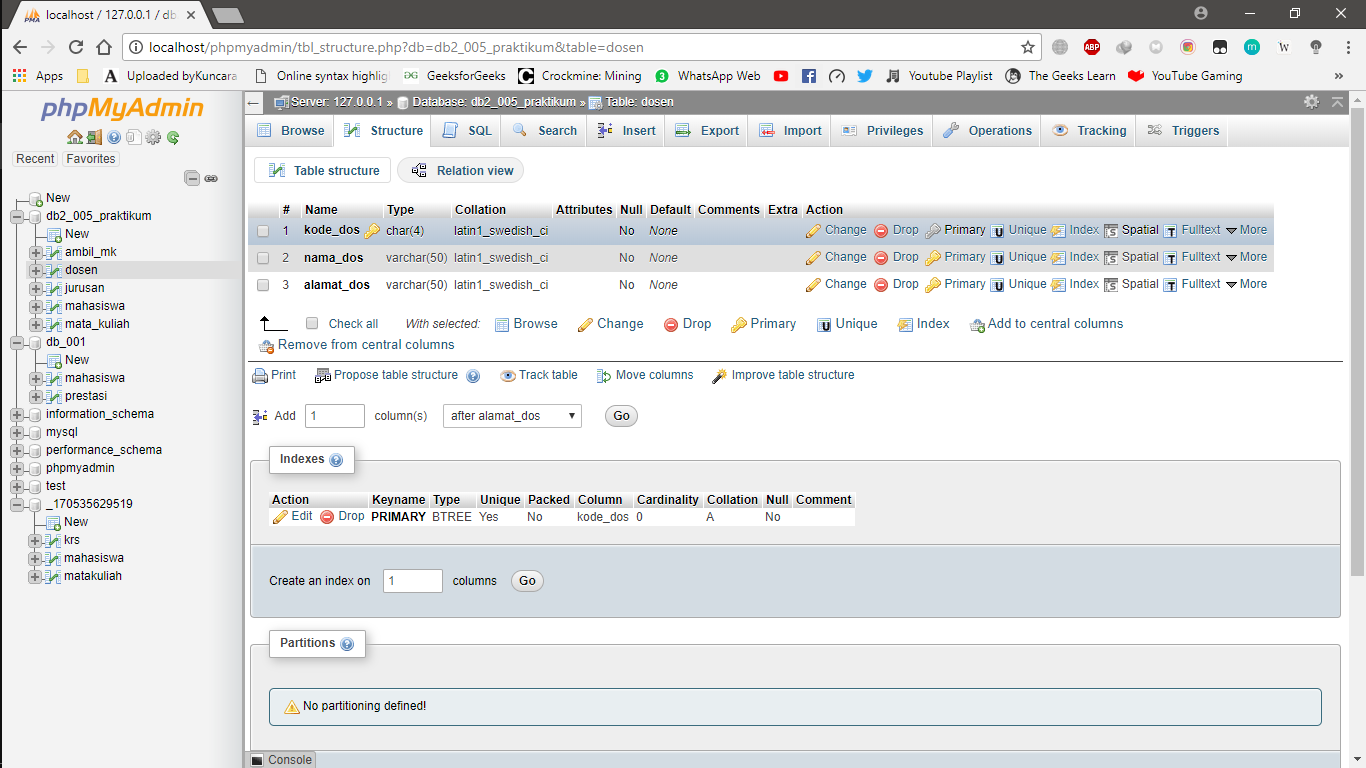 localhost / 127.0.0.1 / db
localhost/phpmyadmin/tbl_structure.php?db=db2_005_praktikum&table=dosen
ABP m W
Apps Uploaded byKuncara Online syntax highlig GeeksforGeeks Crockmine: Mining 3 WhatsApp Web Youtube Playlist The Geeks Learn YouTube Gaming »
phpMyAdmin
Recent Favorites
New
db2_005_praktikum
New
ambil_mk
dosen
jurusan
mahasiswa
mata_kuliah
db_001
New
mahasiswa
prestasi
information_schema
mysql
performance_schema
phpmyadmin
test
_170535629519
New
krs
mahasiswa
matakuliah
Server: 127.0.0.1 » Database: db2_005_praktikum » Table: dosen
Browse Structure SQL Search Insert Export Import Privileges Operations Tracking Triggers
Table structure Relation view
# Name Type Collation Attributes Null Default Comments Extra Action
1 kode_dos char(4) latin1_swedish_ci No None Change Drop Primary Unique Index Spatial Fulltext More
2 nama_dos varchar(50) latin1_swedish_ci No None Change Drop Primary Unique Index Spatial Fulltext More
3 alamat_dos varchar(50) latin1_swedish_ci No None Change Drop Primary Unique Index Spatial Fulltext More
Check all With selected: Browse Change Drop Primary Unique Index Add to central columns
Remove from central columns
Print Propose table structure Track table Move columns Improve table structure
Add 1 column(s) after alamat_dos Go
Indexes
Action Keyname Type Unique Packed Column Cardinality Collation Null Comment
Edit Drop PRIMARY BTREE Yes No kode_dos 0 A No
Create an index on 1 columns Go
Partitions
No partitioning defined!
Console